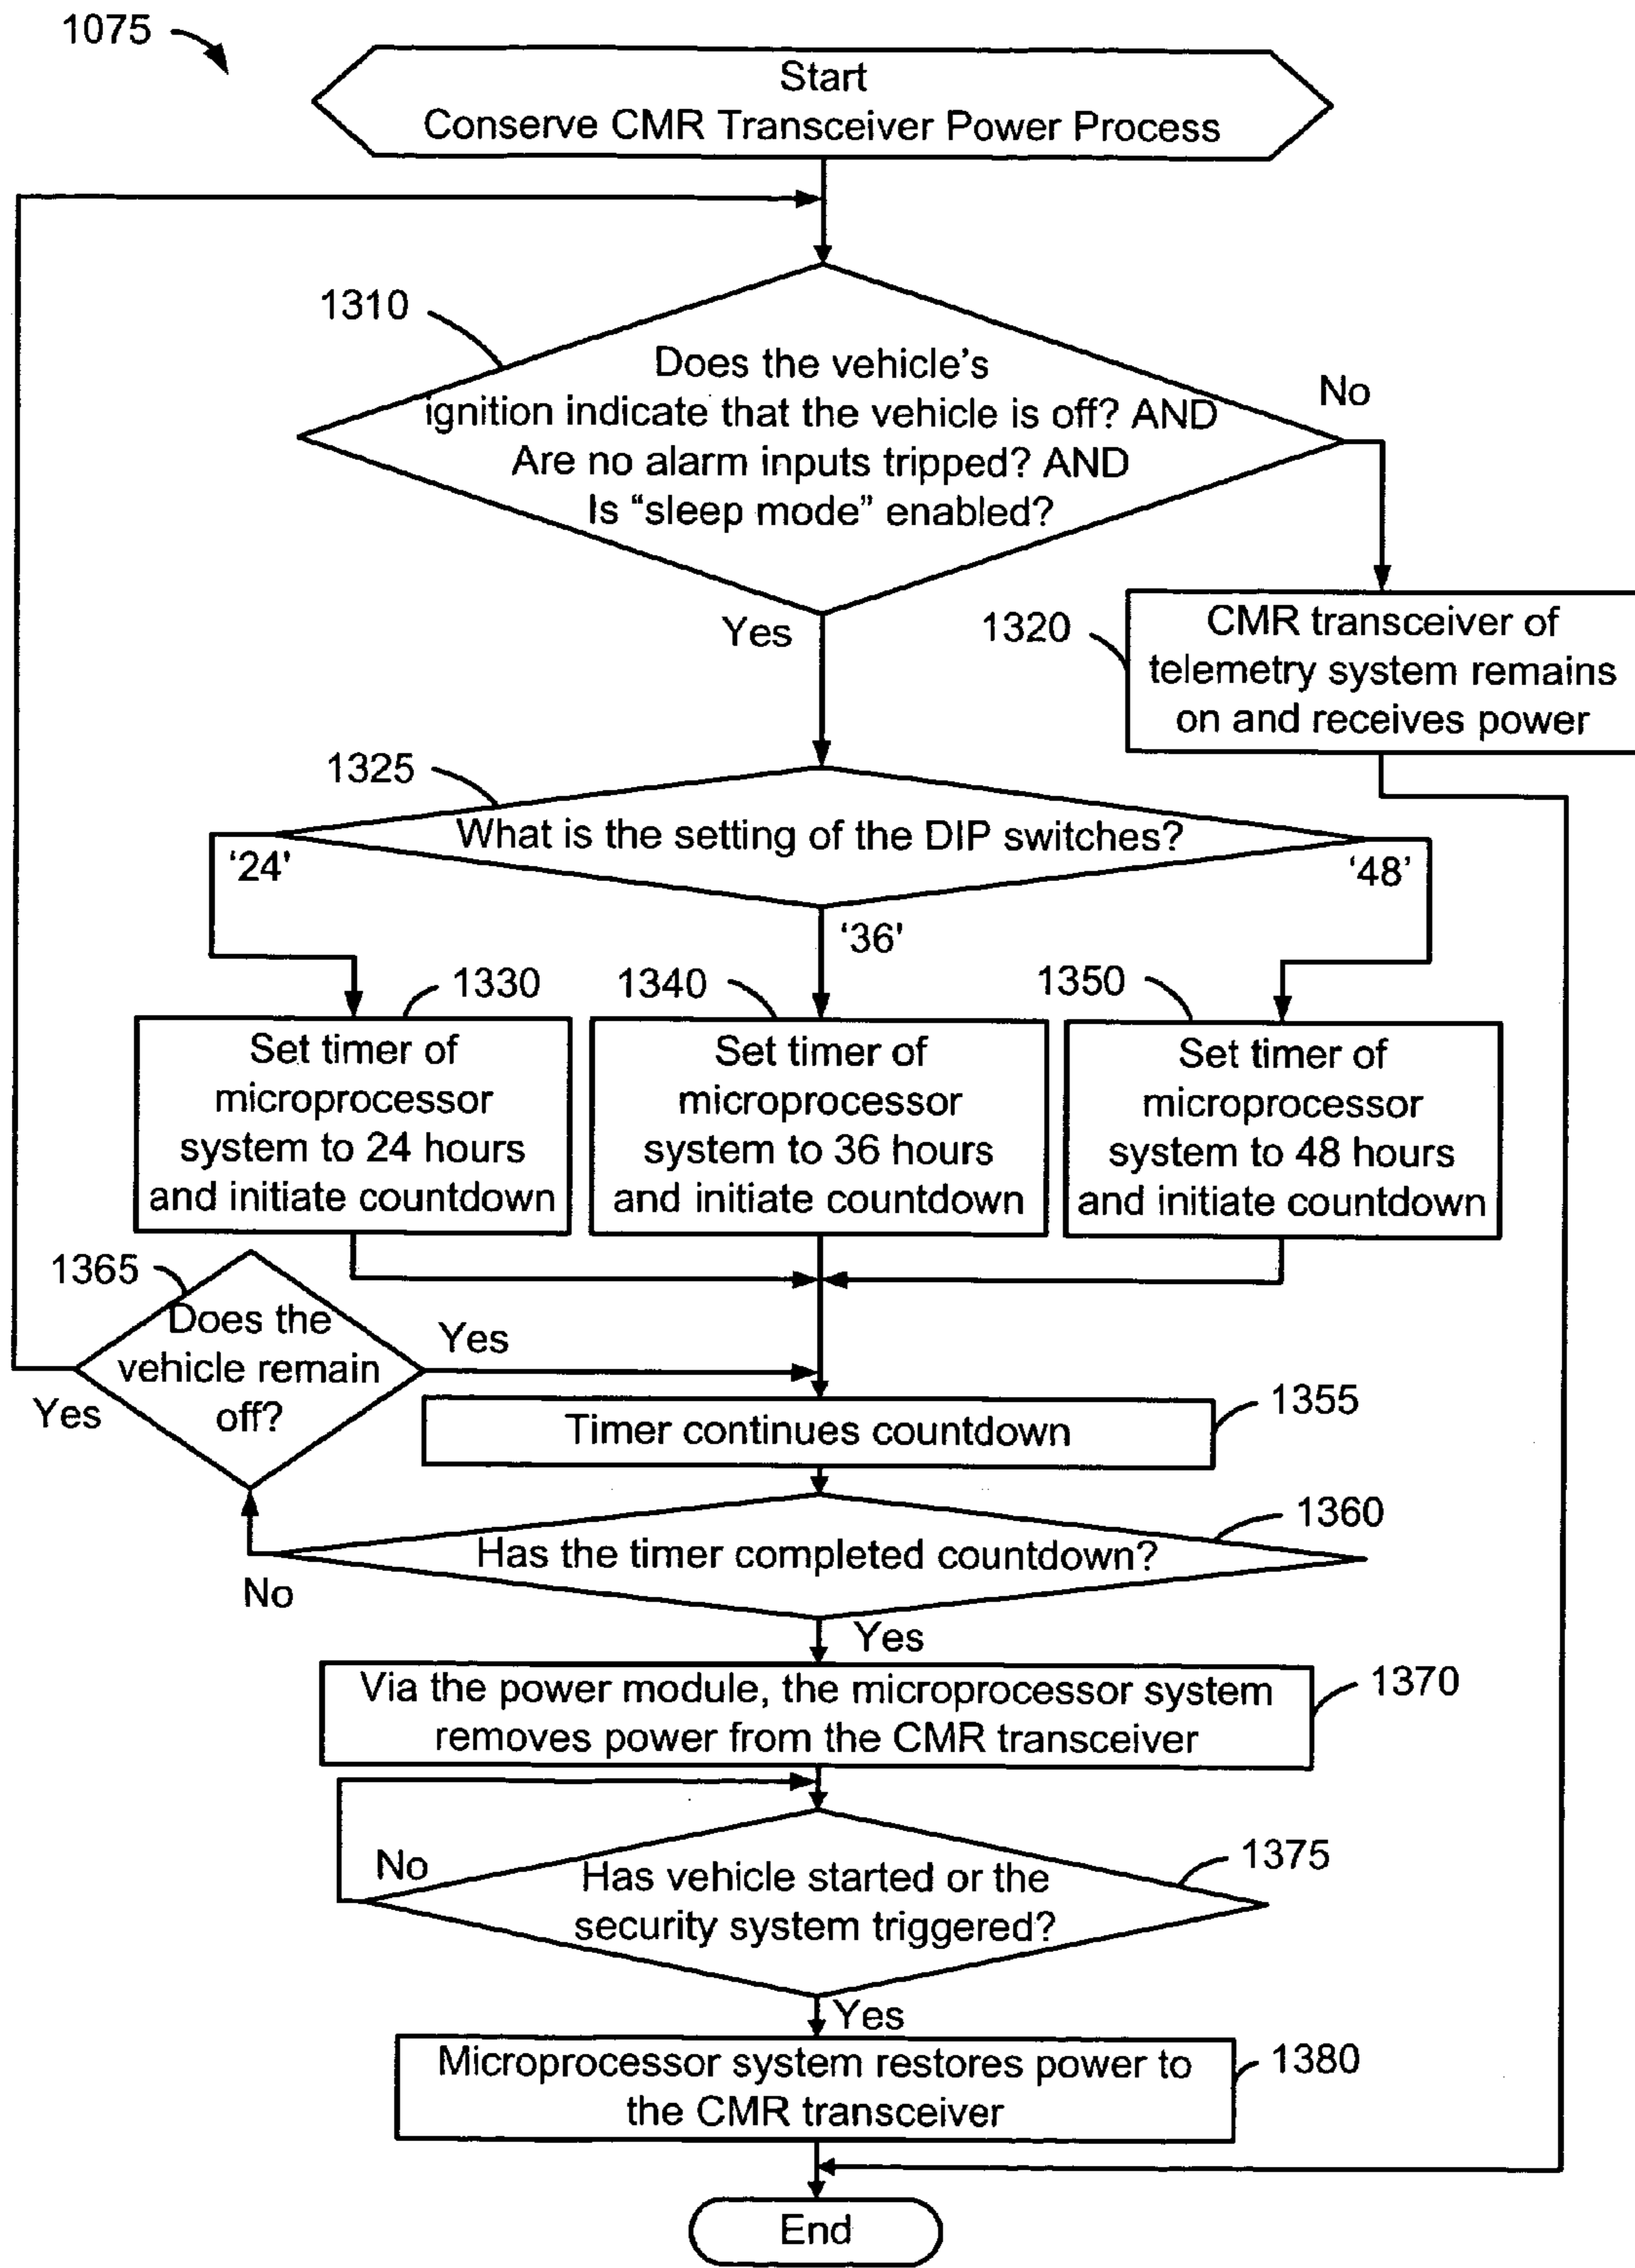 1075
Start
Conserve CMR Transceiver Power Process
1310
Does the vehicle's
ignition indicate that the vehicle is off? AND
Are no alarm inputs tripped? AND
Is “sleep mode” enabled?
No
Yes
1320
CMR transceiver of
telemetry system remains
on and receives power
1325
What is the setting of the DIP switches?
‘24'
‘36'
‘48’
1330
Set timer of
microprocessor
system to 24 hours
and initiate countdown
1340
Set timer of
microprocessor
system to 36 hours
and initiate countdown
1350
Set timer of
microprocessor
system to 48 hours
and initiate countdown
1365
Does the
vehicle remain
off?
Yes
Yes
1355
Timer continues countdown
1360
Has the timer completed countdown?
No
Yes
1370
Via the power module, the microprocessor system
removes power from the CMR transceiver
1375
No
Has vehicle started or the
security system triggered?
Yes
1380
Microprocessor system restores power to
the CMR transceiver
End